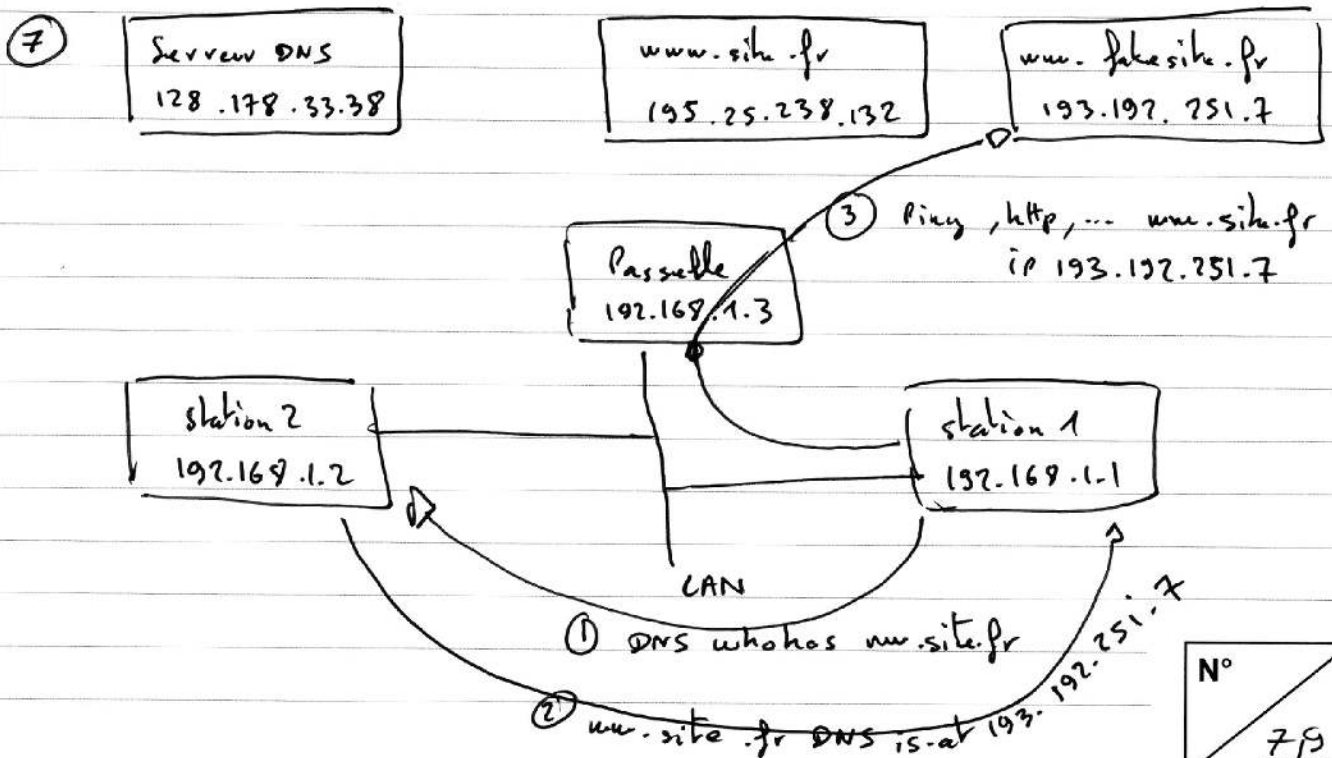 7
Serveur DNS
128.178.33.38
www.site.fr
195.25.238.132
www.fakesite.fr
193.192.251.7
③ Ping, http, ... www.site.fr
ip 193.192.251.7
Passerelle
192.168.1.3
station 2
192.168.1.2
station 1
192.168.1.1
LAN
① DNS whohas www.site.fr
② www.site.fr DNS is-at 193.192.251.7
N°
7,9